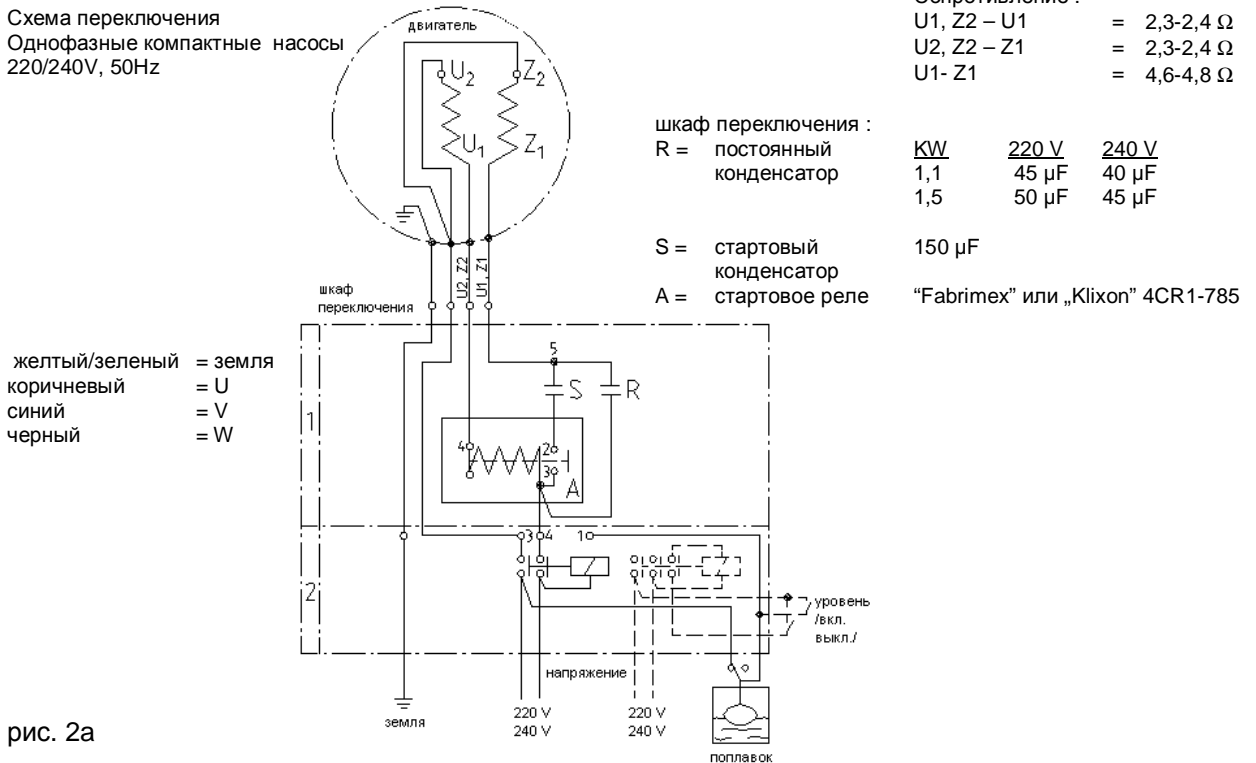 Схема переключения
Однофазные компактные насосы
220/240V, 50Hz
двигатель
U2
Z2
U1
Z1
U1, Z2 – U1 = 2,3-2,4 Ω
U2, Z2 – Z1 = 2,3-2,4 Ω
U1- Z1 = 4,6-4,8 Ω
шкаф переключения :
R = постоянный KW 220 V 240 V
конденсатор 1,1 45 µF 40 µF
1,5 50 µF 45 µF
S = стартовый 150 µF
конденсатор
A = стартовое реле “Fabrimex” или „Klixon” 4CR1-785
U2, Z2
U1, Z1
шкаф
переключения
желтый/зеленый = земля
коричневый = U
синий = V
черный = W
5
S
R
1
4
2
3
A
3
4
1
2
уровень
/вкл.
выкл./
напряжение
земля
220 V
240 V
220 V
240 V
поплавок
рис. 2a